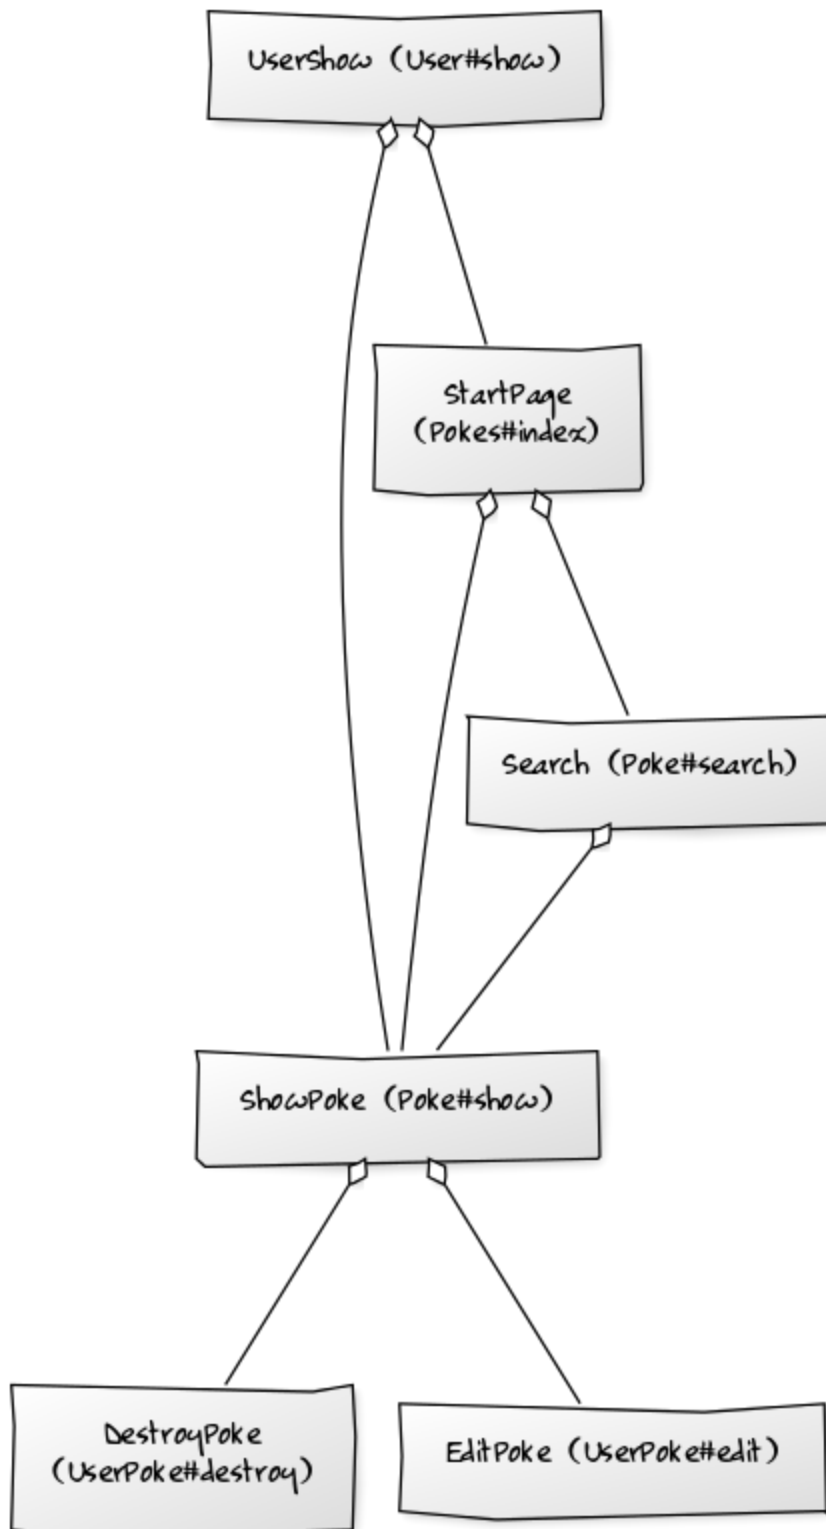 UserShow (User#show)
StartPage
(Pokes#index)
Search (Poke#search)
ShowPoke (Poke#show)
DestroyPoke
(UserPoke#destroy)
EditPoke (UserPoke#edit)